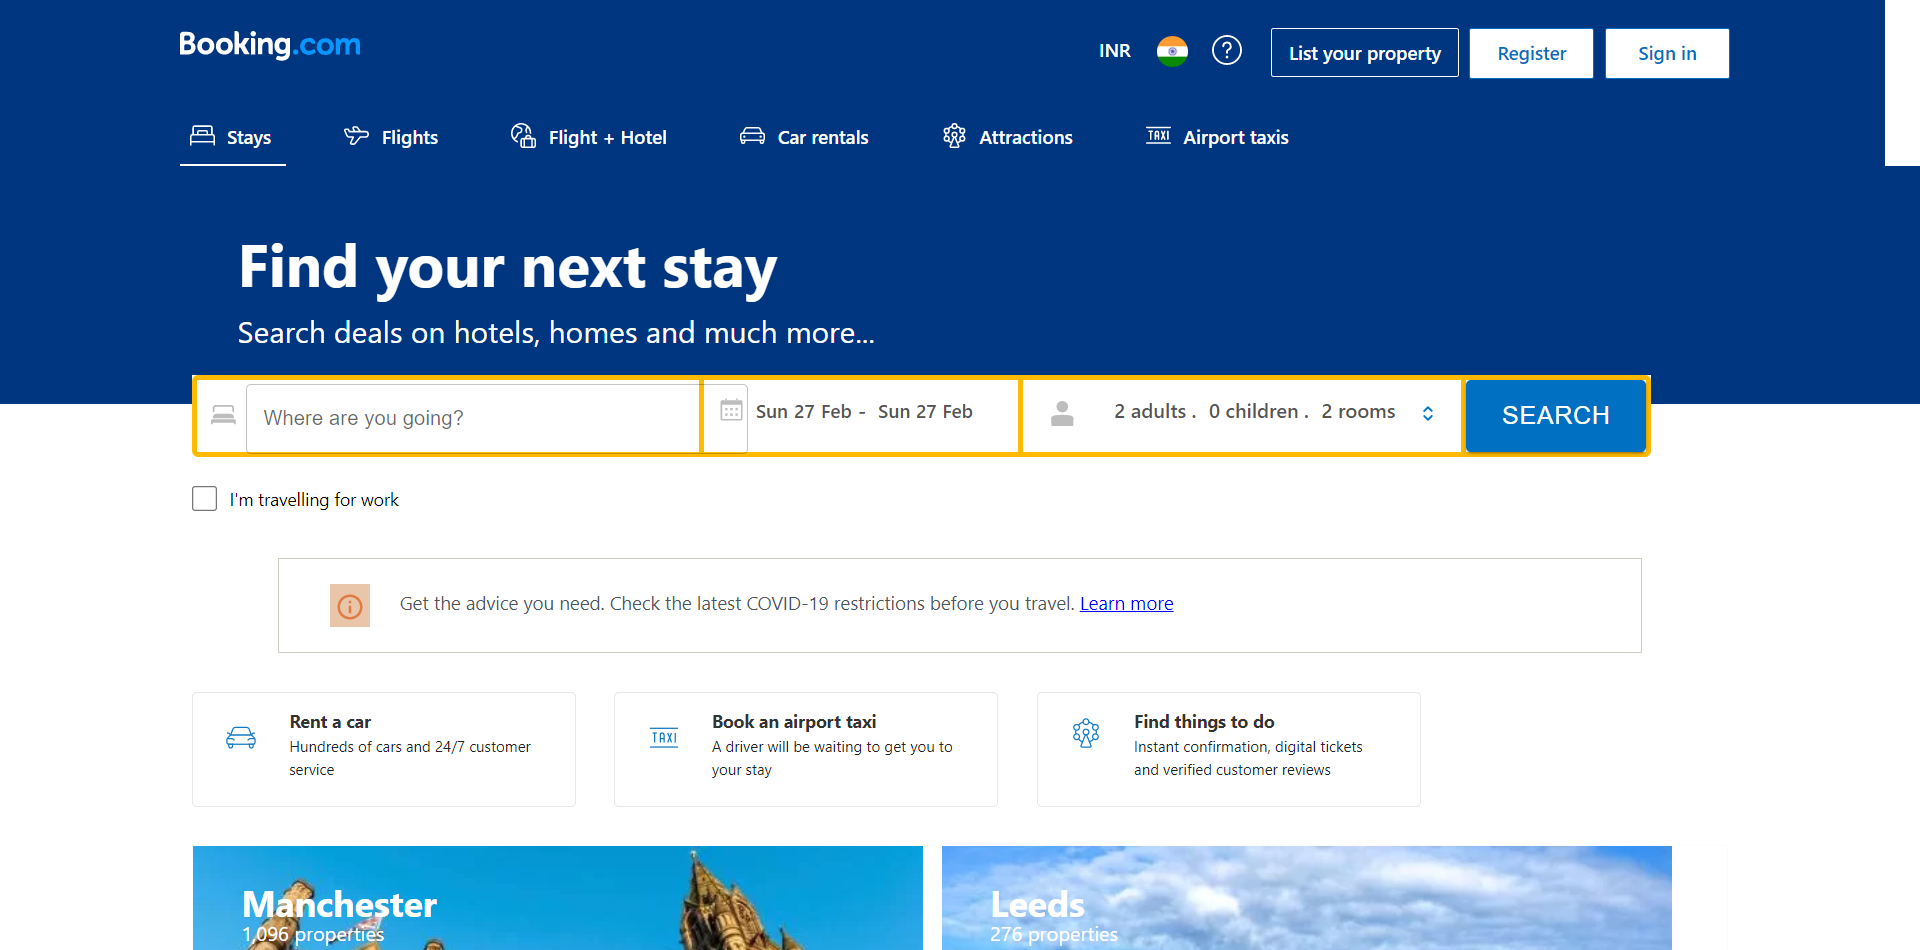 Booking.com
INR
List your property
Register
Sign in
Stays
Flights
Flight + Hotel
Car rentals
TAXI
Attractions
Airport taxis
Find your next stay
Search deals on hotels, homes and much more...
Where are you going?
Sun 27 Feb - Sun 27 Feb
2 adults . 0 children . 2 rooms
SEARCH
I'm travelling for work
Get the advice you need. Check the latest COVID-19 restrictions before you travel. Learn more
Rent a car
Hundreds of cars and 24/7 customer
service
TAXI
Book an airport taxi
A driver will be waiting to get you to
your stay
Find things to do
Instant confirmation, digital tickets
and verified customer reviews
Manchester
1,096 properties
Leeds
276 properties